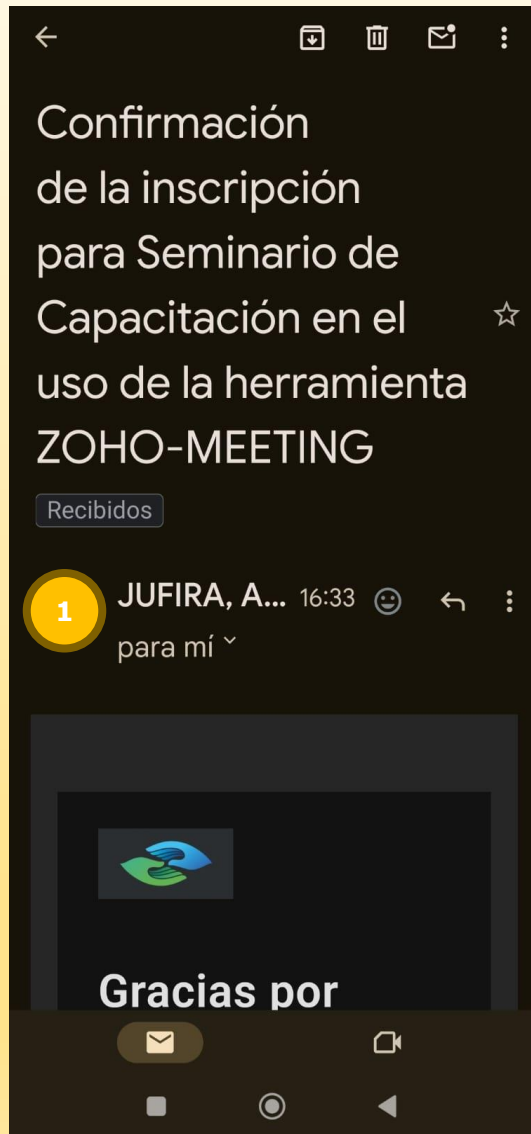 Confirmación
de la inscripción
para Seminario de
Capacitación en el
uso de la herramienta
ZOHO-MEETING
Recibidos
1
JUFIRA, A... 16:33
para mí
Gracias por